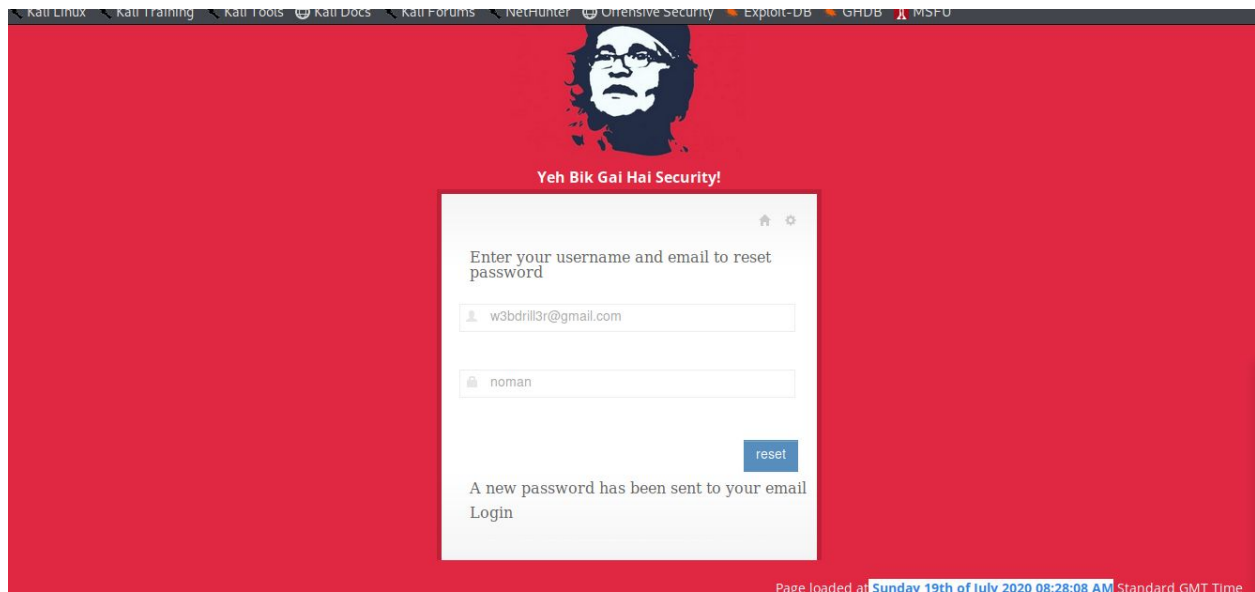 Kali Linux Kali Training Kali Tools Kali Docs Kali Forums NetHunter Offensive Security Exploit-DB GHDB MSFU
Yeh Bik Gai Hai Security!
Enter your username and email to reset
password
w3bdrill3r@gmail.com
noman
reset
A new password has been sent to your email
Login
Page loaded at Sunday 19th of July 2020 08:28:08 AM Standard GMT Time